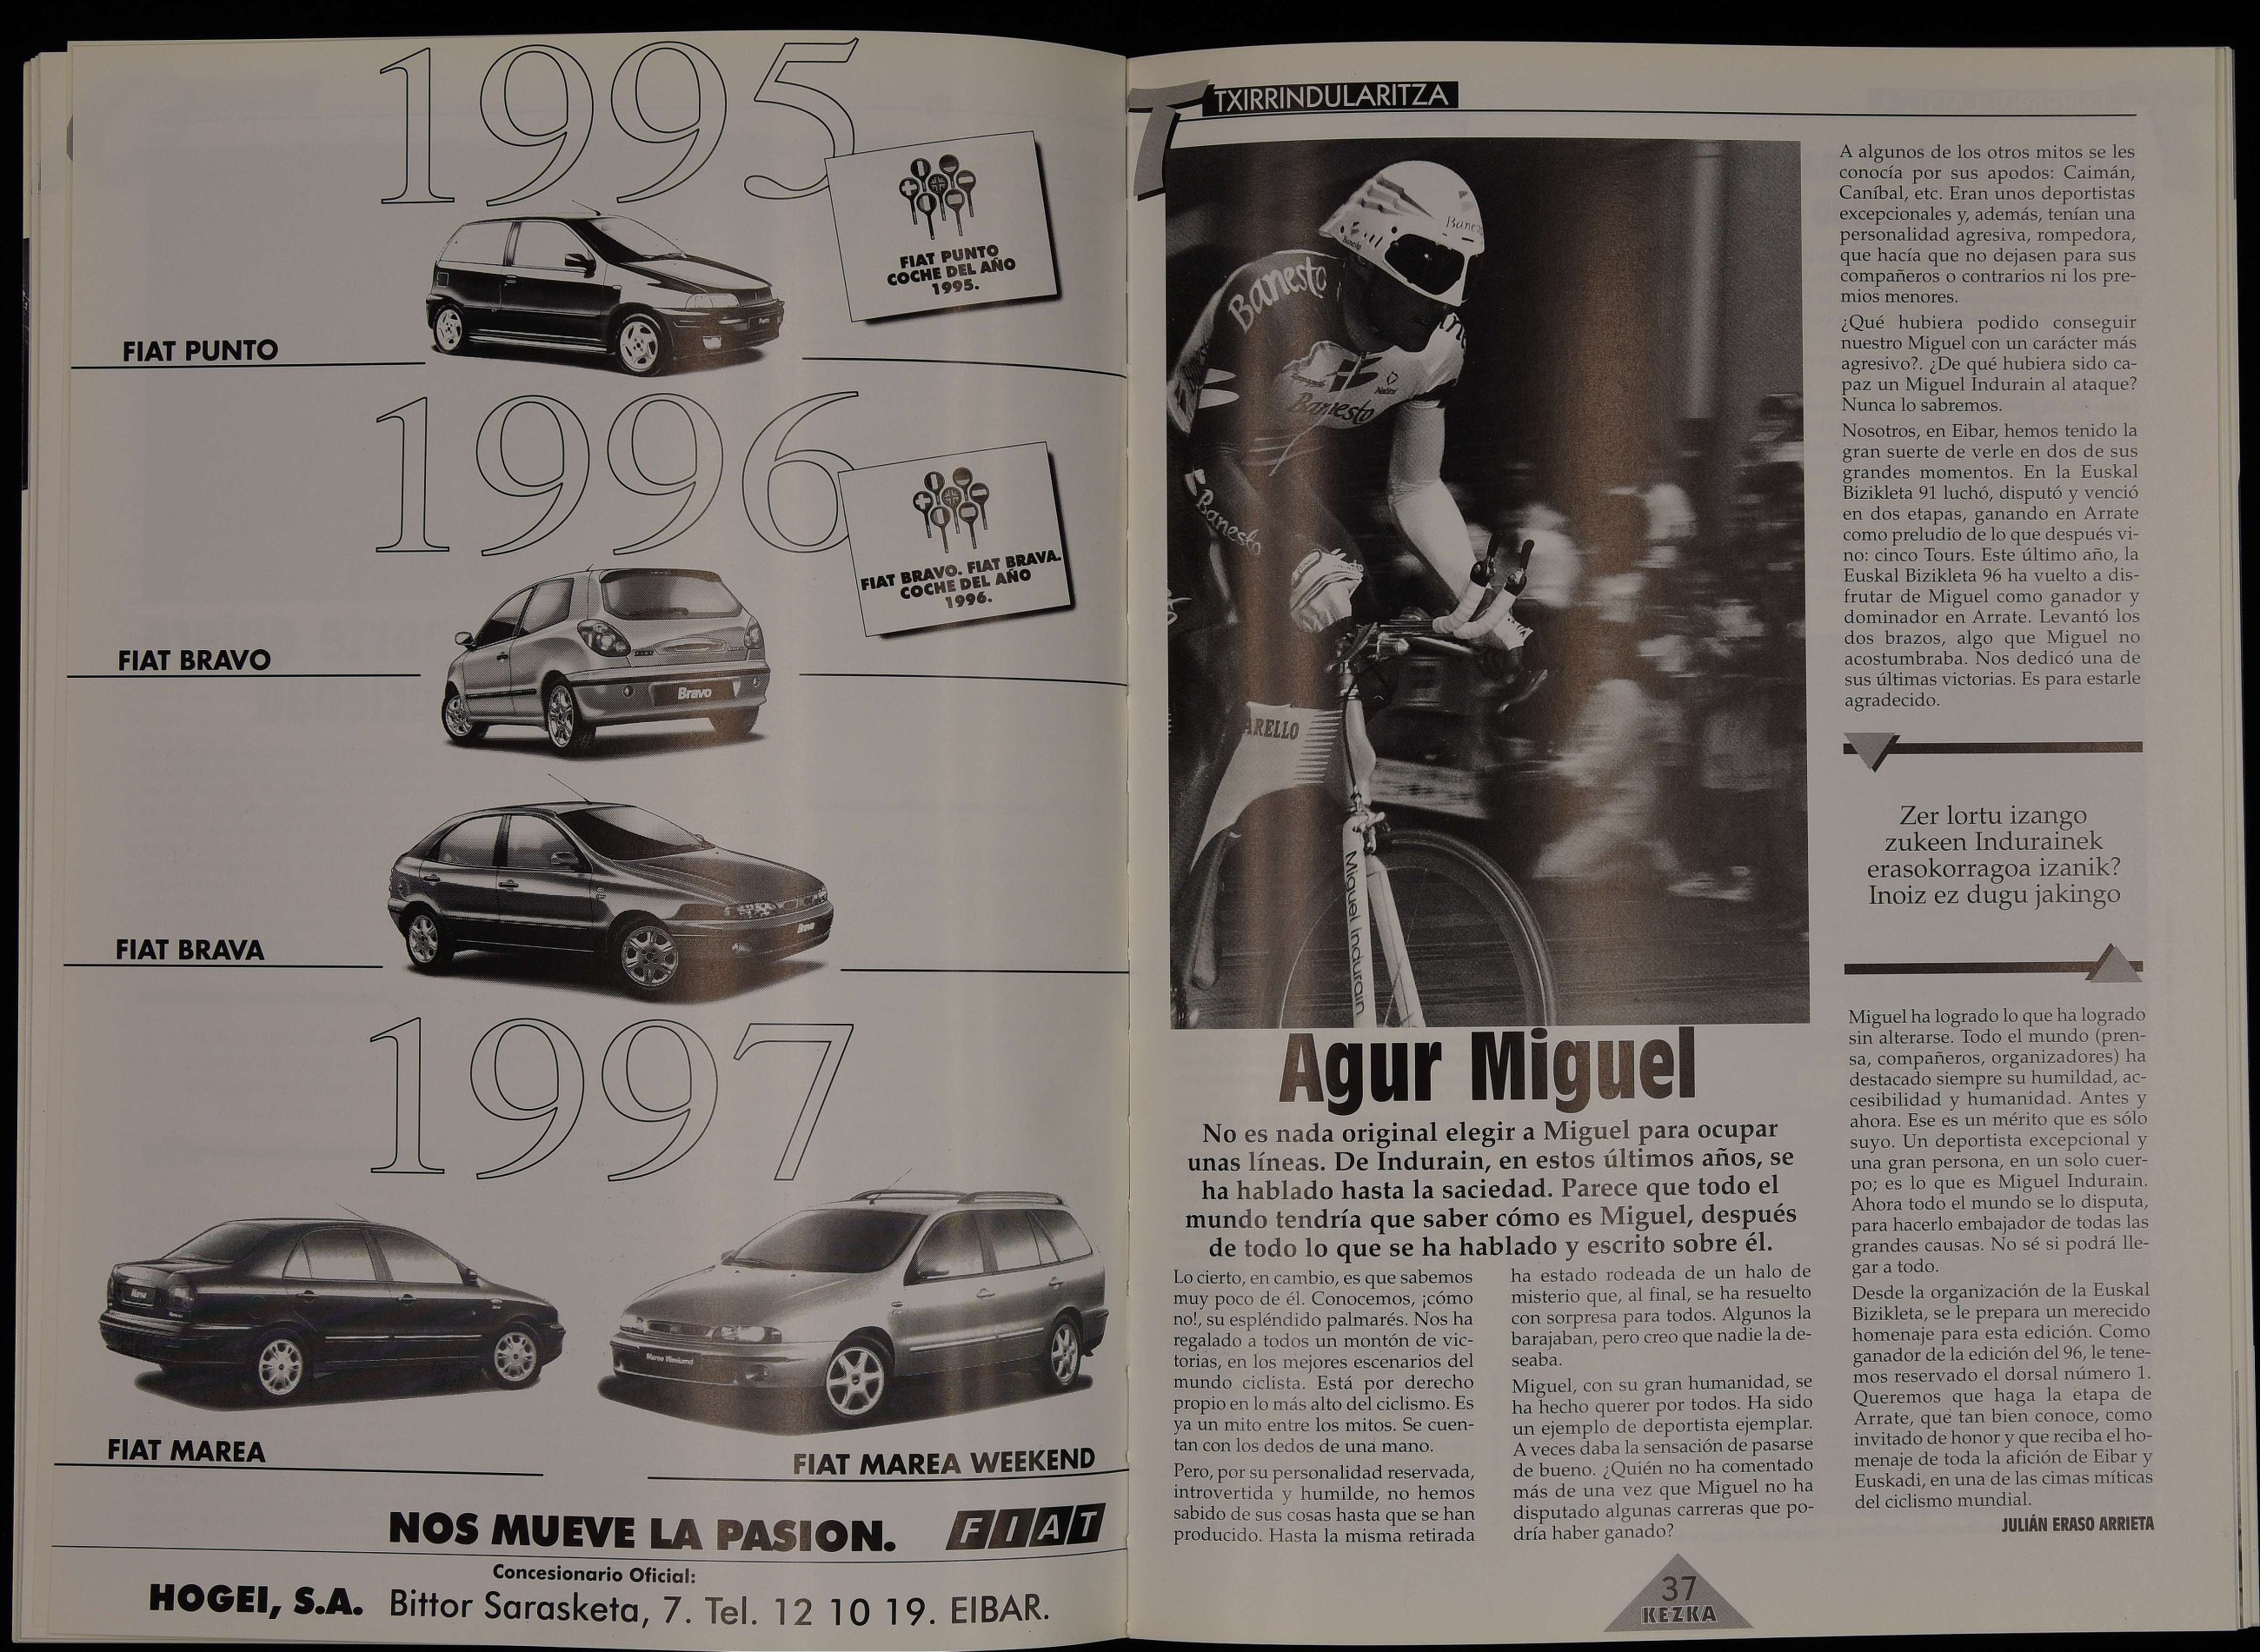 1995
FIAT PUNTO
COCHE DEL AÑO
1995.
Punto
FIAT PUNTO
1996
FIAT BRAVO. FIAT BRAVA.
COCHE DEL AÑO
1996.
Bravo
FIAT BRAVO
Brava
FIAT BRAVA
1997
Marea
Marea Weekend
FIAT MAREA
FIAT MAREA WEEKEND
NOS MUEVE LA PASION.
FIAT
Concesionario Oficial:
HOGEI, S.A. Bittor Sarasketa, 7. Tel. 12 10 19. EIBAR.
T
TXIRRINDULARITZA
Banesto
Banesto
Banesto
Banesto
Nalini
ARELLO
Miguel Indurain
Agur Miguel
No es nada original elegir a Miguel para ocupar
unas líneas. De Indurain, en estos últimos años, se
ha hablado hasta la saciedad. Parece que todo el
mundo tendría que saber cómo es Miguel, después
de todo lo que se ha hablado y escrito sobre él.
Lo cierto, en cambio, es que sabemos
muy poco de él. Conocemos, ¡cómo
no!, su espléndido palmarés. Nos ha
regalado a todos un montón de vic-
torias, en los mejores escenarios del
mundo ciclista. Está por derecho
propio en lo más alto del ciclismo. Es
ya un mito entre los mitos. Se cuen-
tan con los dedos de una mano.
Pero, por su personalidad reservada,
introvertida y humilde, no hemos
sabido de sus cosas hasta que se han
producido. Hasta la misma retirada
ha estado rodeada de un halo de
misterio que, al final, se ha resuelto
con sorpresa para todos. Algunos la
barajaban, pero creo que nadie la de-
seaba.
Miguel, con su gran humanidad, se
ha hecho querer por todos. Ha sido
un ejemplo de deportista ejemplar.
A veces daba la sensación de pasarse
de bueno. ¿Quién no ha comentado
más de una vez que Miguel no ha
disputado algunas carreras que po-
dría haber ganado?
A algunos de los otros mitos se les
conocía por sus apodos: Caimán,
Caníbal, etc. Eran unos deportistas
excepcionales y, además, tenían una
personalidad agresiva, rompedora,
que hacía que no dejasen para sus
compañeros o contrarios ni los pre-
mios menores.
¿Qué hubiera podido conseguir
nuestro Miguel con un carácter más
agresivo?. ¿De qué hubiera sido ca-
paz un Miguel Indurain al ataque?
Nunca lo sabremos.
Nosotros, en Eibar, hemos tenido la
gran suerte de verle en dos de sus
grandes momentos. En la Euskal
Bizikleta 91 luchó, disputó y venció
en dos etapas, ganando en Arrate
como preludio de lo que después vi-
no: cinco Tours. Este último año, la
Euskal Bizikleta 96 ha vuelto a dis-
frutar de Miguel como ganador y
dominador en Arrate. Levantó los
dos brazos, algo que Miguel no
acostumbraba. Nos dedicó una de
sus últimas victorias. Es para estarle
agradecido.
Zer lortu izango
zukeen Indurainek
erasokorragoa izanik?
Inoiz ez dugu jakingo
Miguel ha logrado lo que ha logrado
sin alterarse. Todo el mundo (pren-
sa, compañeros, organizadores) ha
destacado siempre su humildad, ac-
cesibilidad y humanidad. Antes y
ahora. Ese es un mérito que es sólo
suyo. Un deportista excepcional y
una gran persona, en un solo cuer-
po; es lo que es Miguel Indurain.
Ahora todo el mundo se lo disputa,
para hacerlo embajador de todas las
grandes causas. No sé si podrá lle-
gar a todo.
Desde la organización de la Euskal
Bizikleta, se le prepara un merecido
homenaje para esta edición. Como
ganador de la edición del 96, le tene-
mos reservado el dorsal número 1.
Queremos que haga la etapa de
Arrate, que tan bien conoce, como
invitado de honor y que reciba el ho-
menaje de toda la afición de Eibar y
Euskadi, en una de las cimas míticas
del ciclismo mundial.
JULIÁN ERASO ARRIETA
37
KEZKA